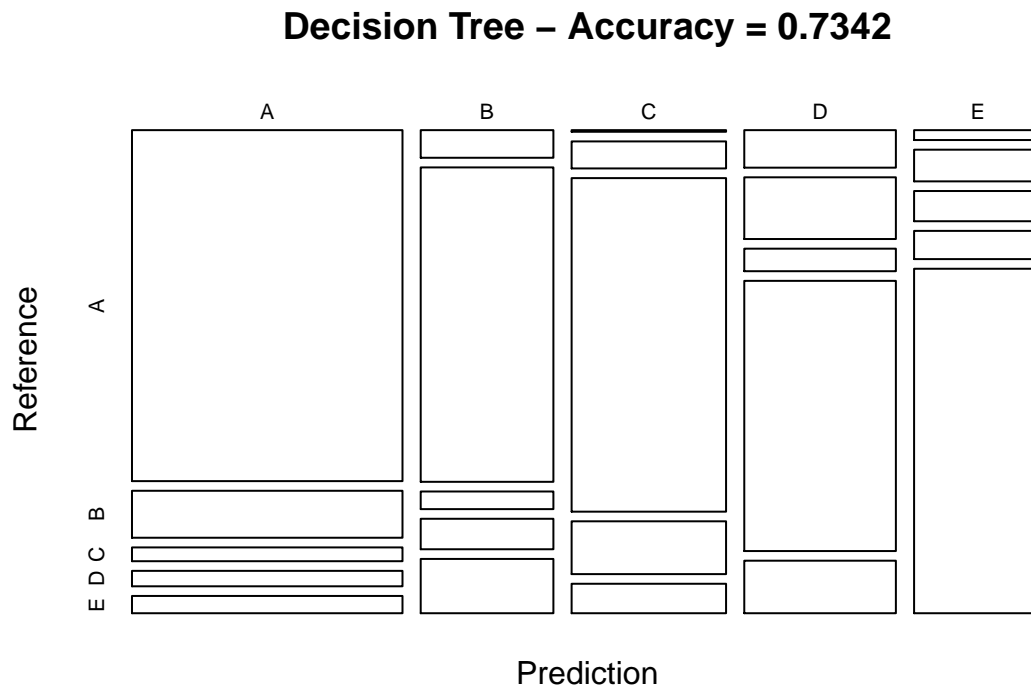 Decision Tree – Accuracy = 0.7342
A B C D E
Reference
A
B
C
D
E
Prediction